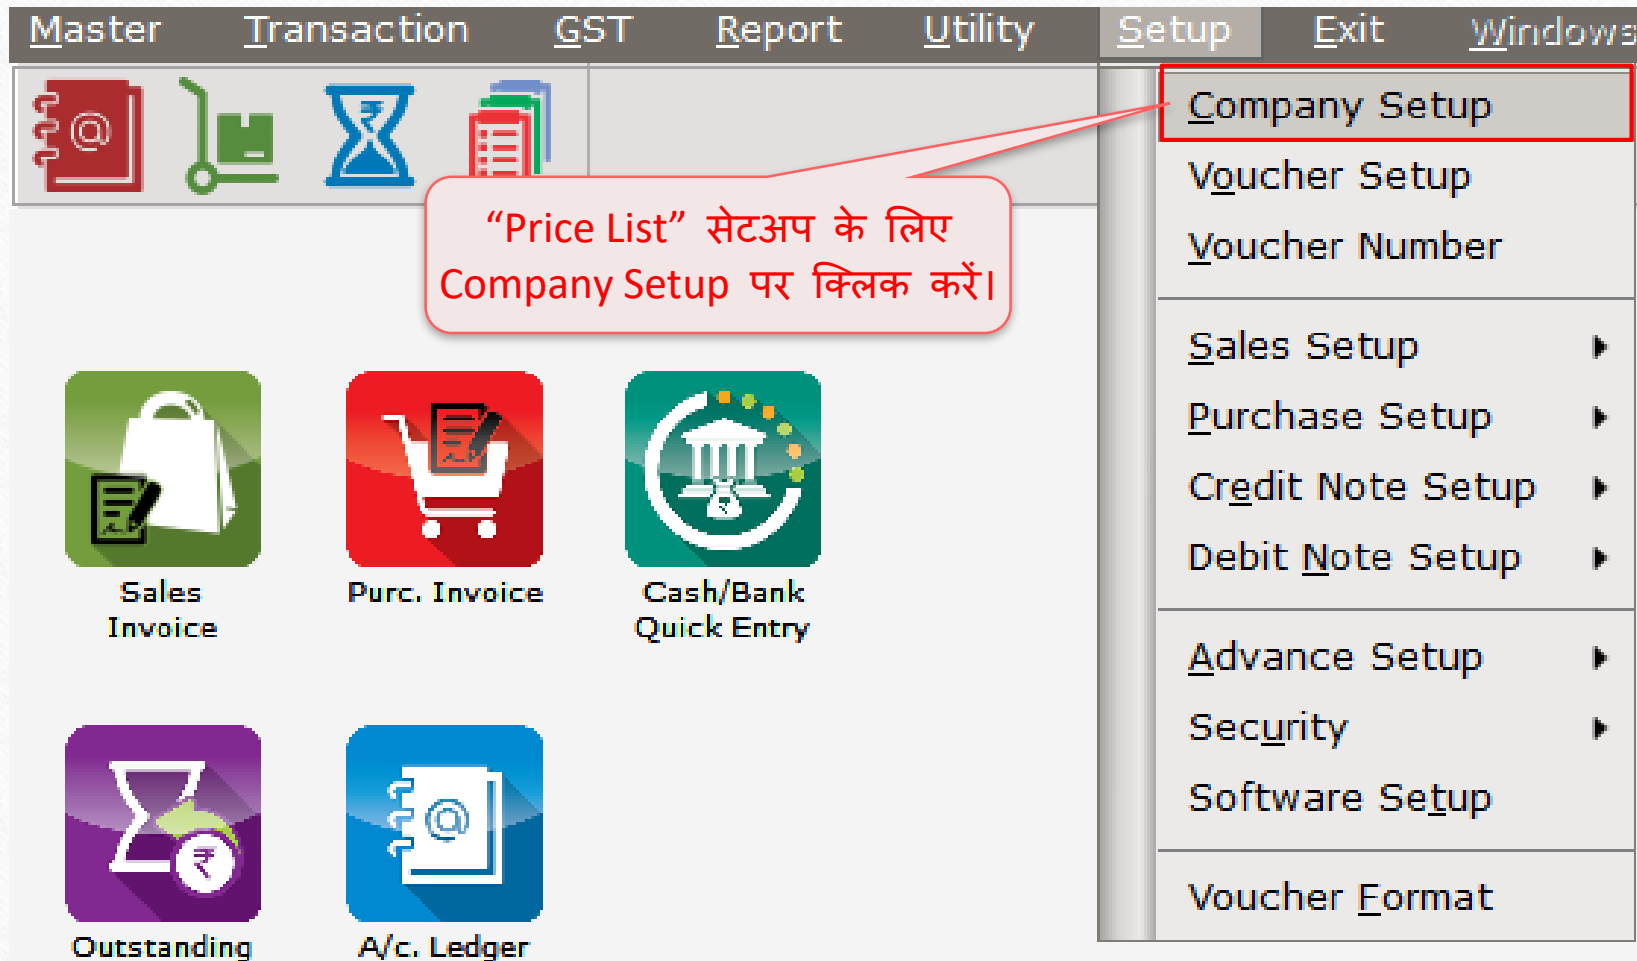 Master Transaction GST Report Utility Setup Exit Windows
Company Setup
Voucher Setup
Voucher Number
Sales Setup
Purchase Setup
Credit Note Setup
Debit Note Setup
Advance Setup
Security
Software Setup
Voucher Format
“Price List” सेटअप के लिए
Company Setup पर क्लिक करें।
Sales
Invoice
Purc. Invoice
Cash/Bank
Quick Entry
Outstanding
A/c. Ledger